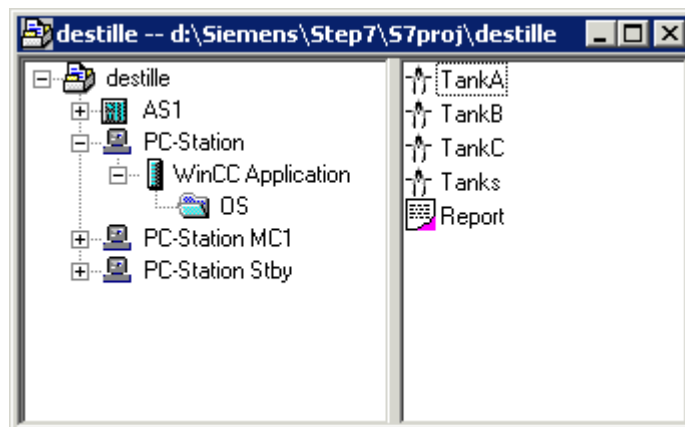 destille -- d:\Siemens\Step7\S7proj\destille
destille
AS1
PC-Station
WinCC Application
OS
PC-Station MC1
PC-Station Stby
TankA
TankB
TankC
Tanks
Report